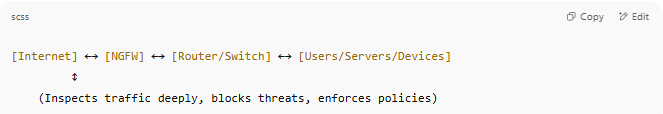 scss
Copy
Edit
[Internet] ↔ [NGFW] ↔ [Router/Switch] ↔ [Users/Servers/Devices]
↕
(Inspects traffic deeply, blocks threats, enforces policies)